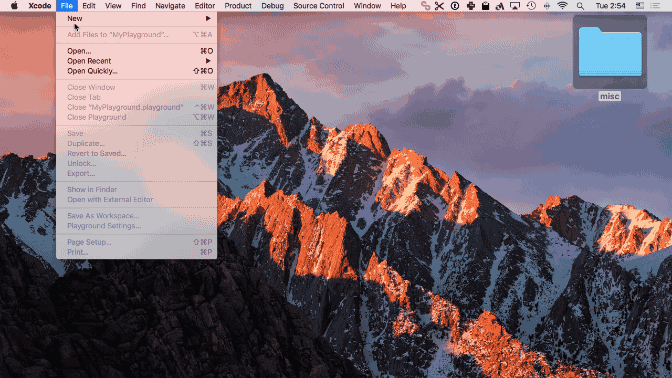 Xcode File Edit View Find Navigate Editor Product Debug Source Control Window Help Tue 2:54
New
Add Files to "MyPlayground"... ⌥⌘A
Open... ⌘O
Open Recent
Open Quickly... ⇧⌘O
Close Window ⌘W
Close Tab
Close "MyPlayground.playground" ^⌘W
Close Playground ⌥⌘W
Save ⌘S
Duplicate... ⇧⌘S
Revert to Saved...
Unlock...
Export...
Show in Finder
Open with External Editor
Save As Workspace...
Playground Settings...
Page Setup... ⇧⌘P
Print... ⌘P
misc